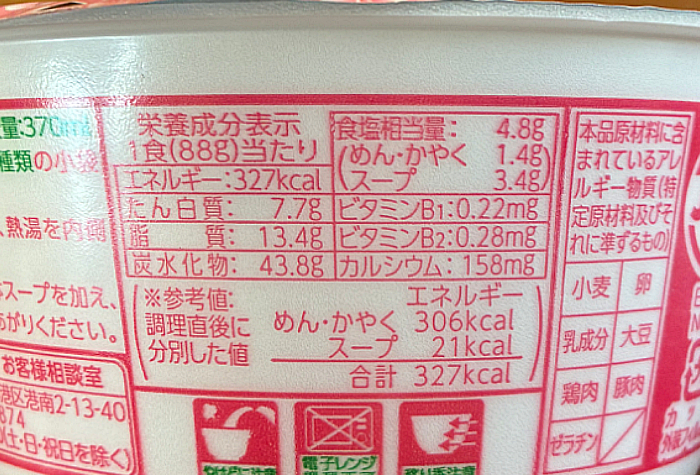 量:370ml
種類の小袋
、熱湯を内側
スープを加え、
あがりください。
お客様相談室
港区港南2-13-40
874
(土・日・祝日を除く)
栄養成分表示
1食(88g)当たり
エネルギー:327kcal
たん白質: 7.7g
脂 質: 13.4g
炭水化物: 43.8g
食塩相当量: 4.8g
(めん・かやく 1.4g)
(スープ 3.4g)
ビタミンB1:0.22mg
ビタミンB2:0.28mg
カルシウム: 158mg
(※参考値:
調理直後に
分別した値
エネルギー
めん・かやく 306kcal
スープ 21kcal
合計 327kcal)
電子レンジ
本品原材料に含
まれているアレ
ルギー物質(特
定原材料及びそ
れに準ずるもの)
小麦 卵
乳成分 大豆
鶏肉 豚肉
ゼラチン